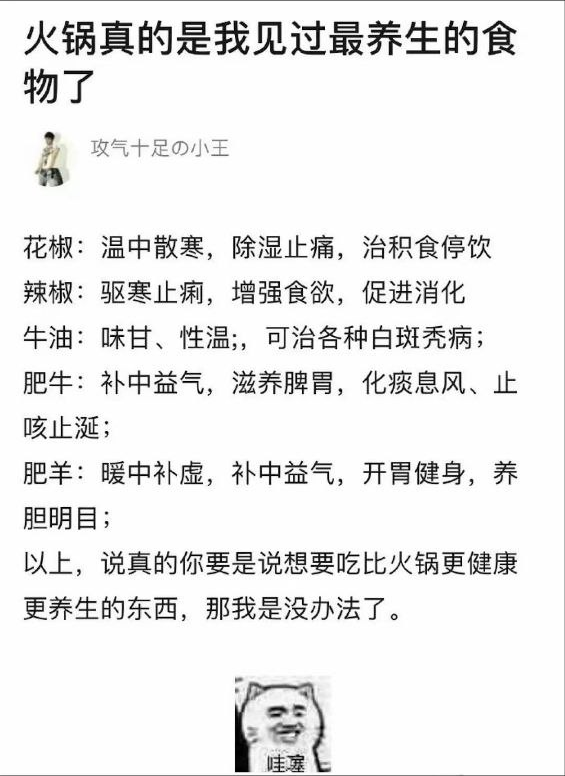 火锅真的是我见过最养生的食
物了
攻气十足の小王
花椒：温中散寒，除湿止痛，治积食停饮
辣椒：驱寒止痢，增强食欲，促进消化
牛油：味甘、性温;，可治各种白斑秃病；
肥牛：补中益气，滋养脾胃，化痰息风、止
咳止涎；
肥羊：暖中补虚，补中益气，开胃健身，养
胆明目；
以上，说真的你要是说想要吃比火锅更健康
更养生的东西，那我是没办法了。
哇塞